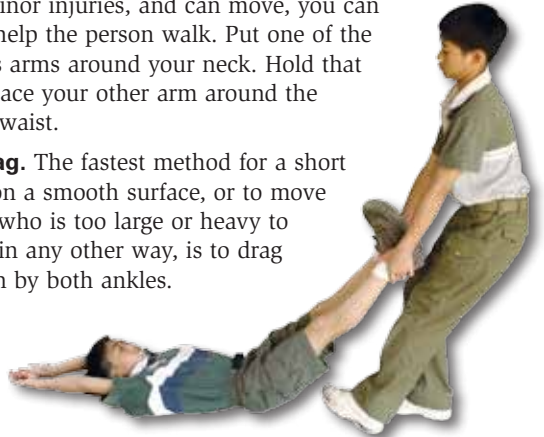 inor injuries, and can move, you can
help the person walk. Put one of the
s arms around your neck. Hold that
ace your other arm around the
waist.
ag. The fastest method for a short
on a smooth surface, or to move
who is too large or heavy to
in any other way, is to drag
n by both ankles.